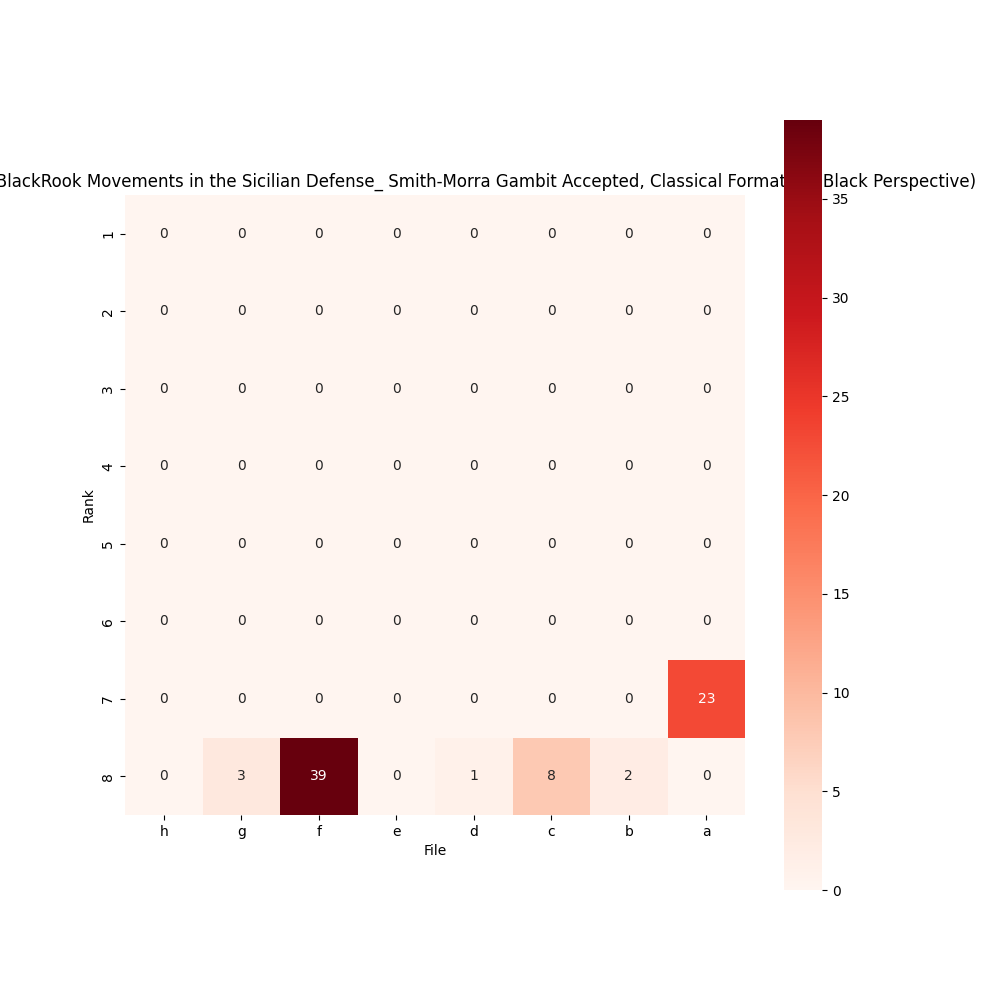 BlackRook Movements in the Sicilian Defense_ Smith-Morra Gambit Accepted, Classical Format Black Perspective)
1 0 0 0 0 0 0 0 0
2 0 0 0 0 0 0 0 0
3 0 0 0 0 0 0 0 0
4 0 0 0 0 0 0 0 0
5 0 0 0 0 0 0 0 0
6 0 0 0 0 0 0 0 0
7 0 0 0 0 0 0 0 23
8 0 3 39 0 1 8 2 0
h g f e d c b a
File
Rank
35
30
25
20
15
10
5
0